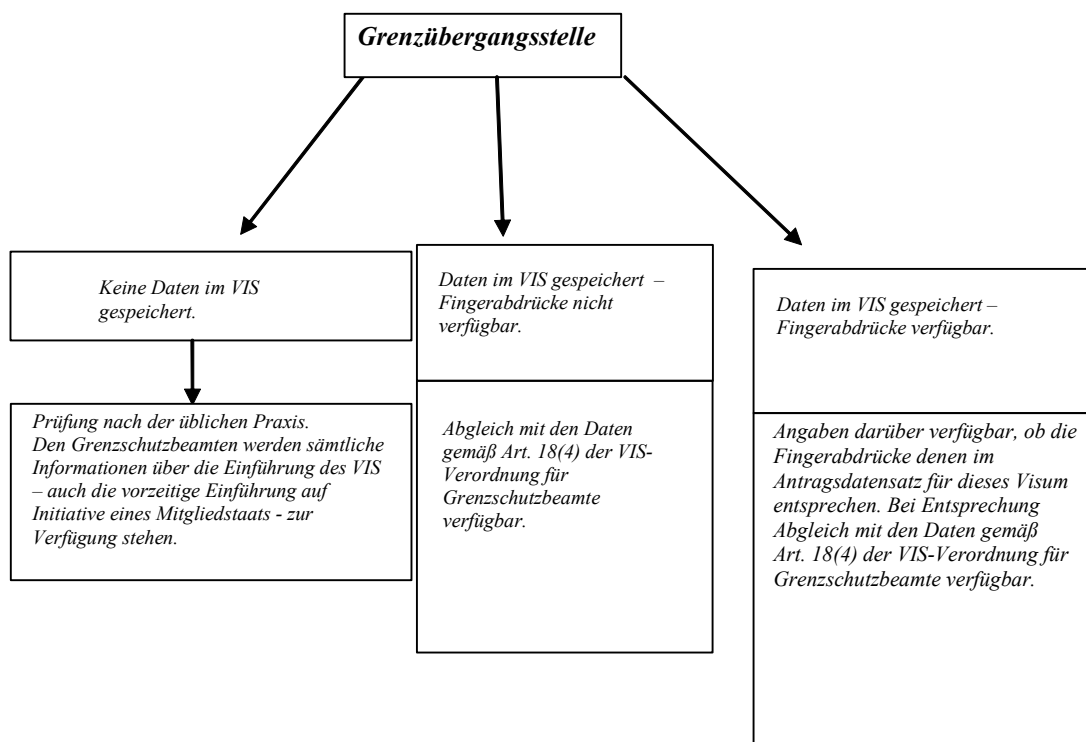 Grenzübergangsstelle
Keine Daten im VIS
gespeichert.
Daten im VIS gespeichert –
Fingerabdrücke nicht
verfügbar.
Daten im VIS gespeichert –
Fingerabdrücke verfügbar.
Prüfung nach der üblichen Praxis.
Den Grenzschutzbeamten werden sämtliche
Informationen über die Einführung des VIS
– auch die vorzeitige Einführung auf
Initiative eines Mitgliedstaats - zur
Verfügung stehen.
Abgleich mit den Daten
gemäß Art. 18(4) der VIS-
Verordnung für
Grenzschutzbeamte
verfügbar.
Angaben darüber verfügbar, ob die
Fingerabdrücke denen im
Antragsdatensatz für dieses Visum
entsprechen. Bei Entsprechung
Abgleich mit den Daten gemäß
Art. 18(4) der VIS-Verordnung für
Grenzschutzbeamte verfügbar.